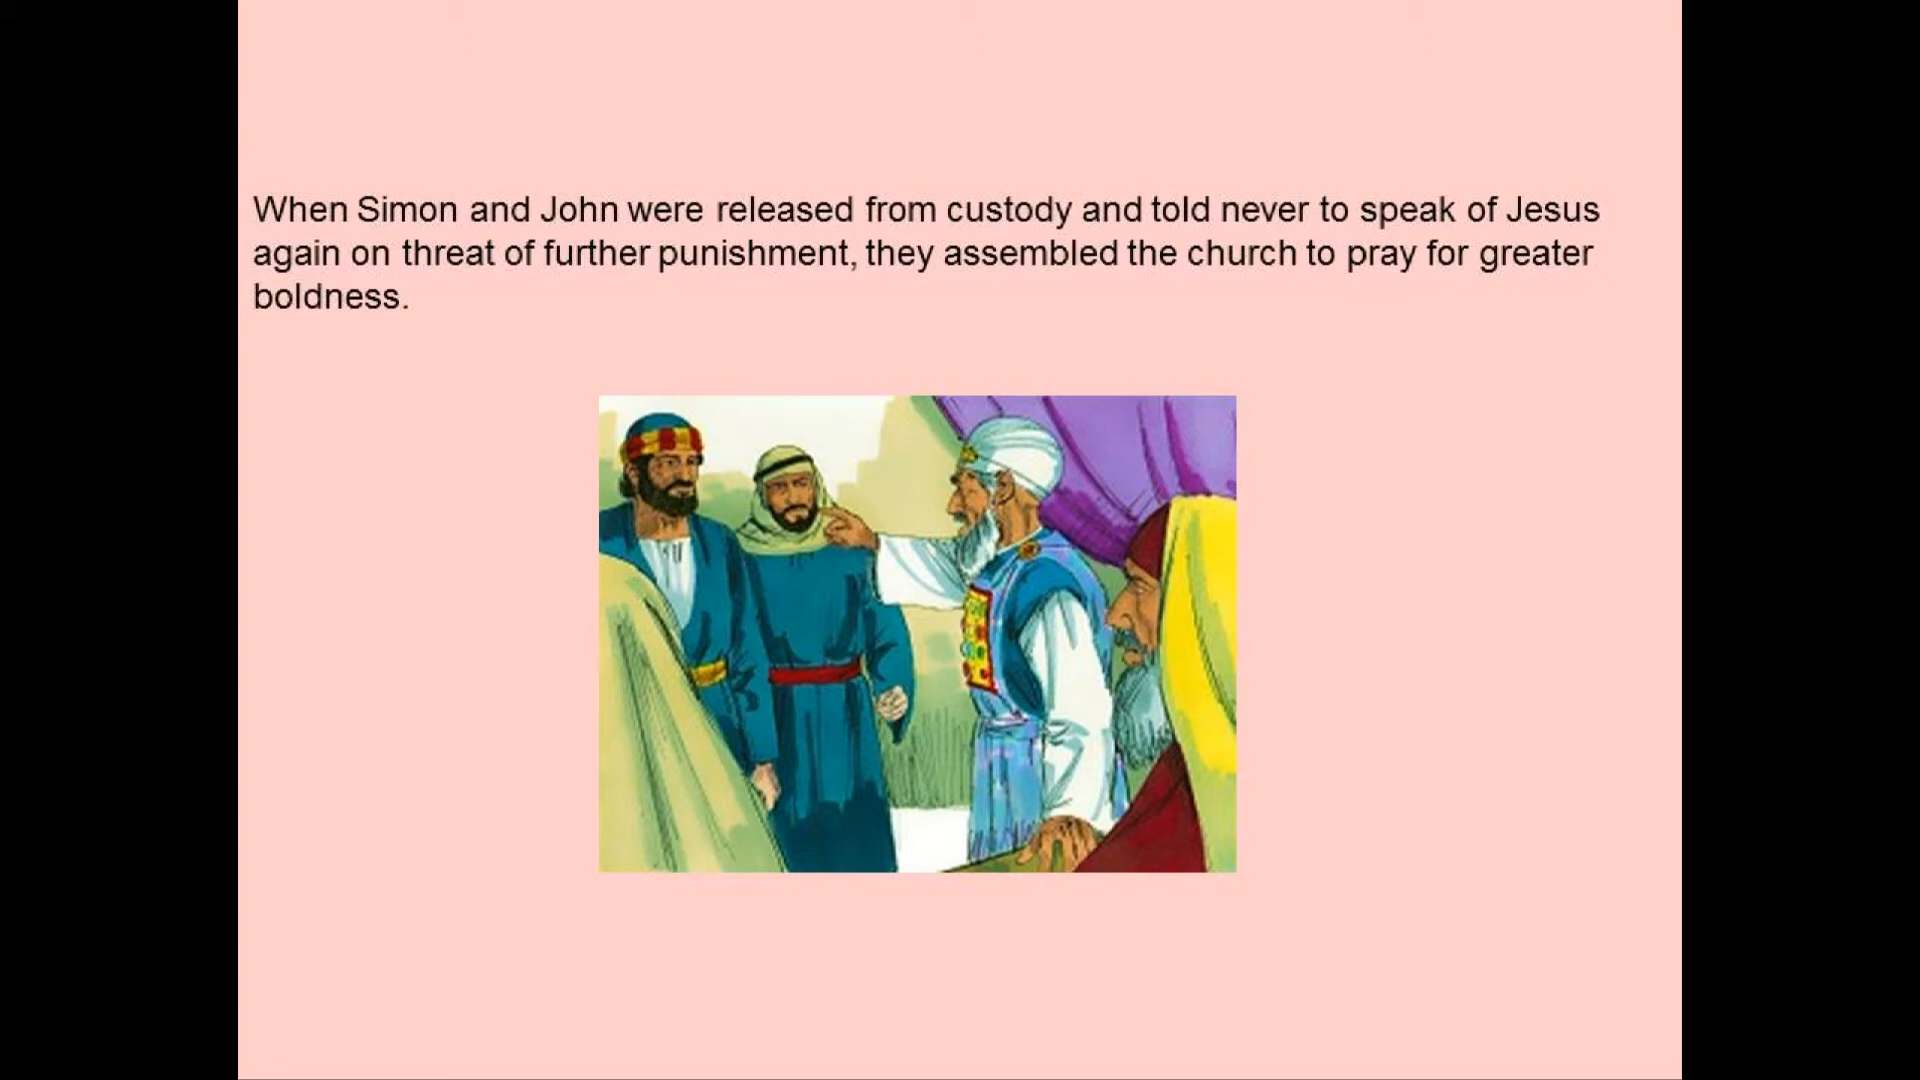 When Simon and John were released from custody and told never to speak of Jesus
again on threat of further punishment, they assembled the church to pray for greater
boldness.